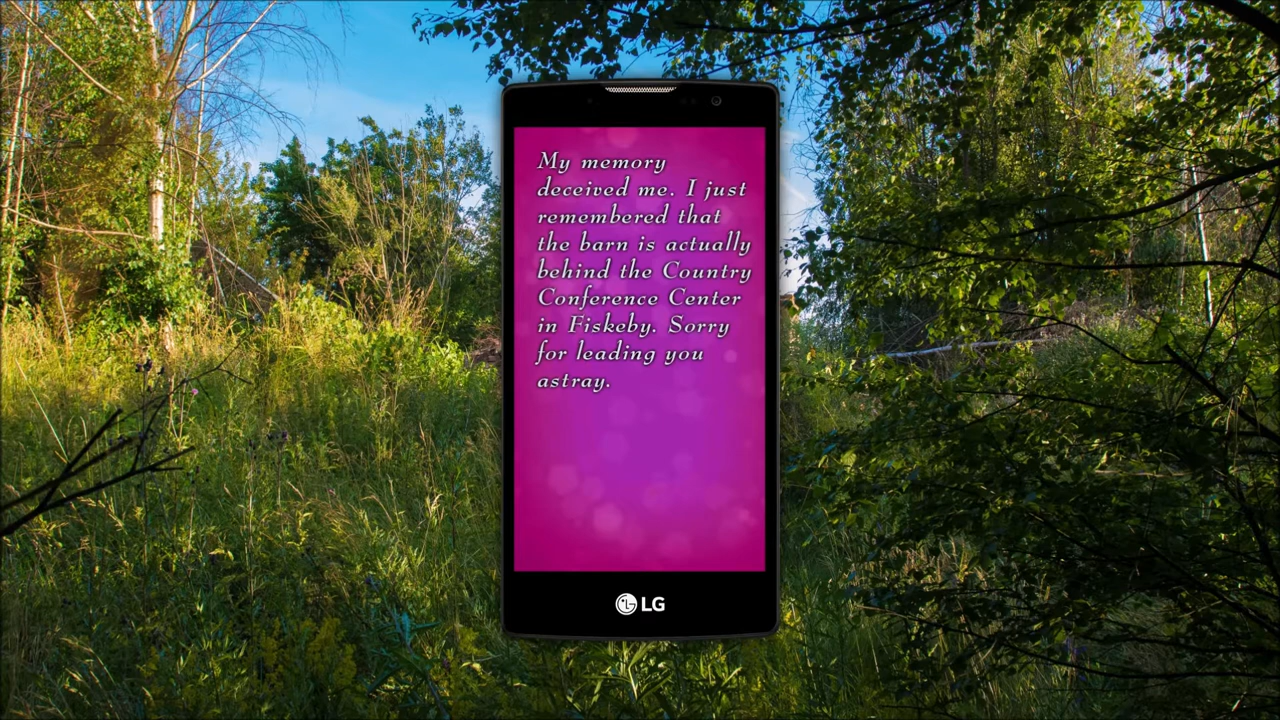 My memory
deceived me. I just
remembered that
the barn is actually
behind the Country
Conference Center
in Fiskeby. Sorry
for leading you
astray.
LG